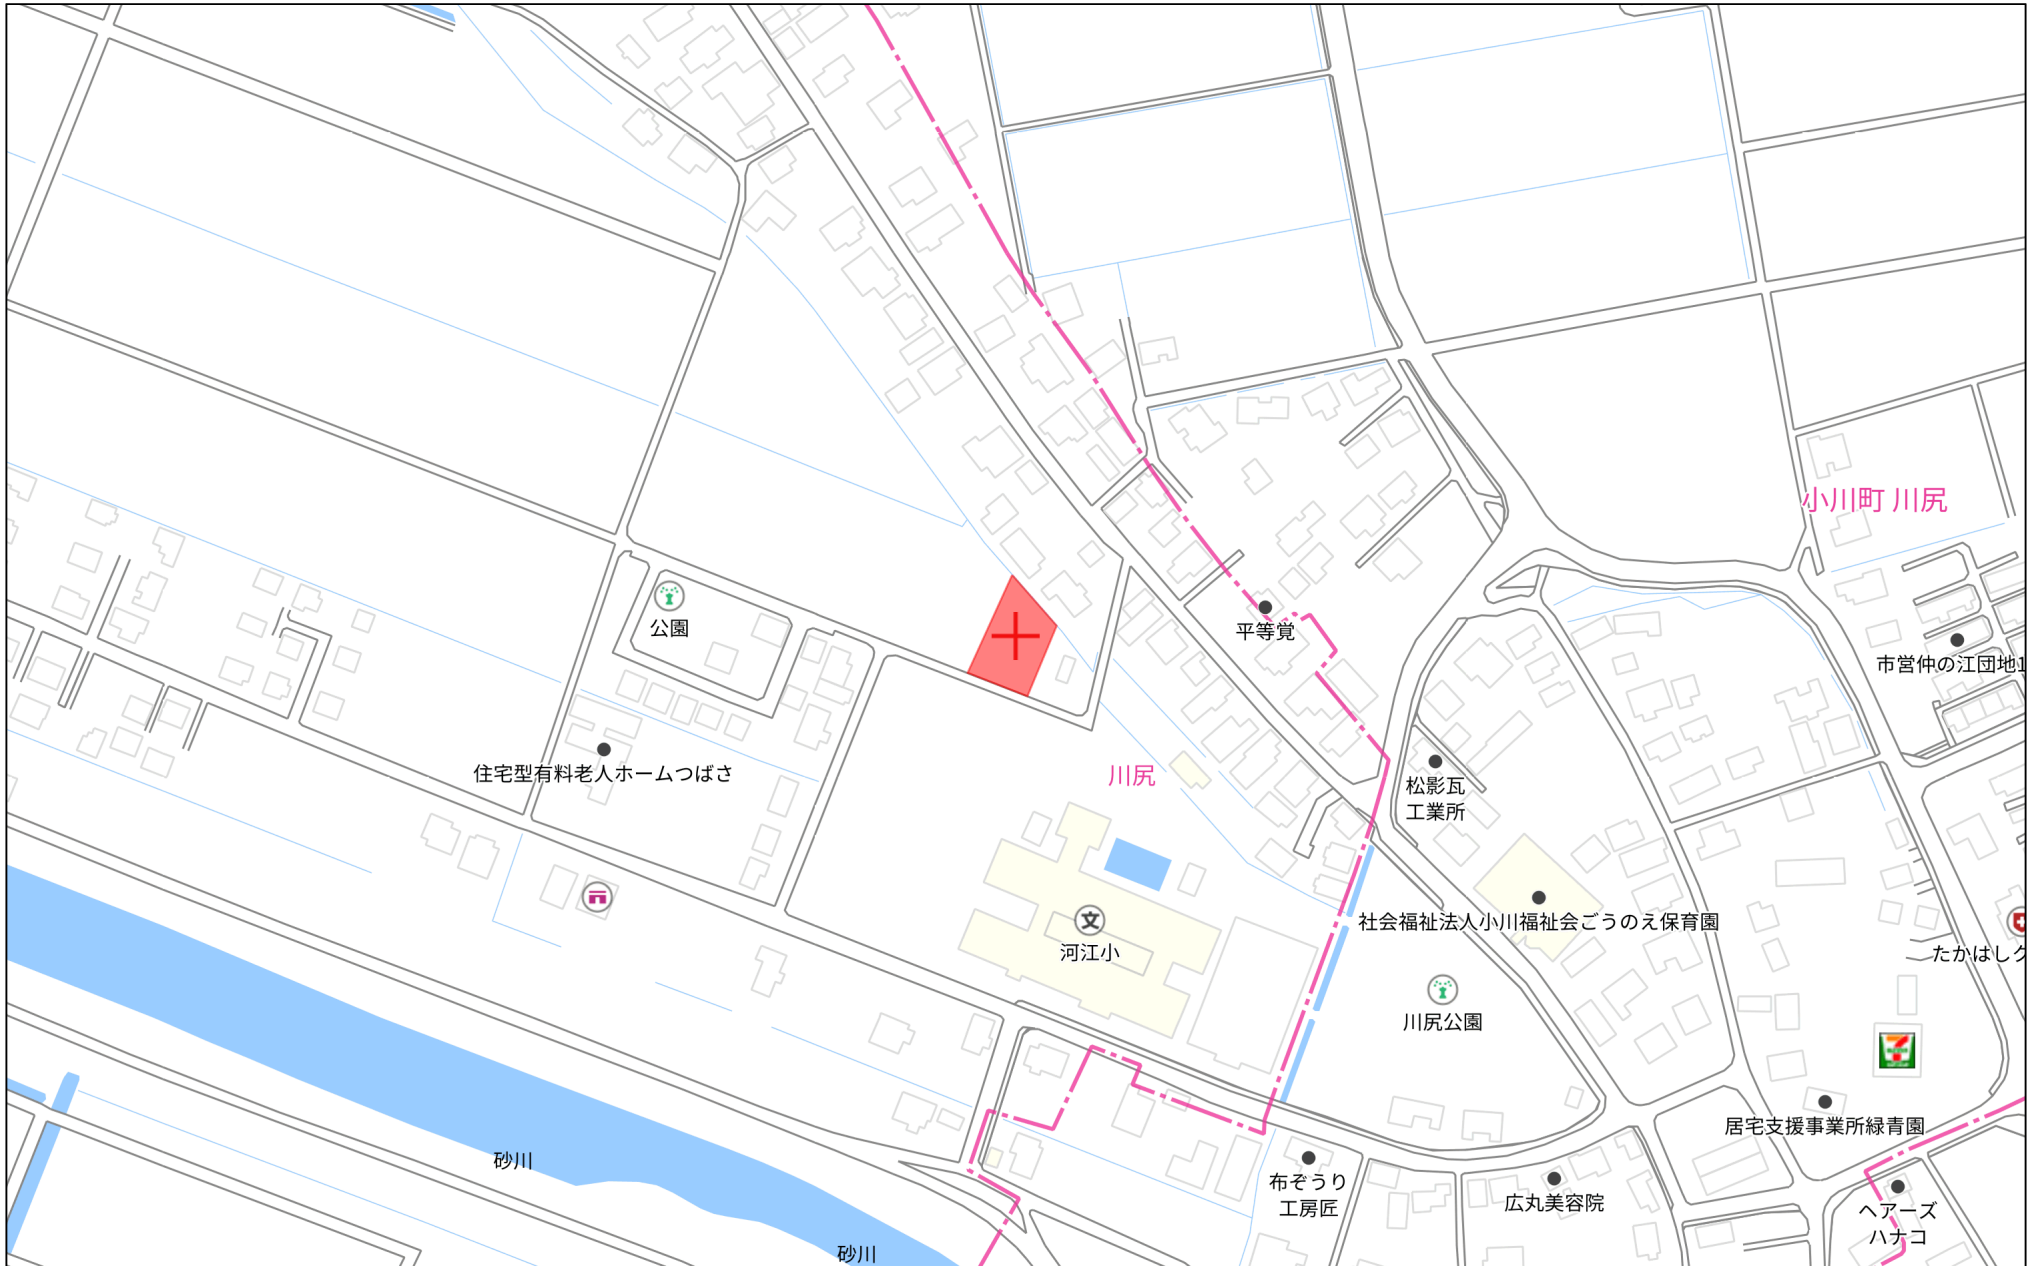 小川町 川尻
公園
平等覚
市営仲の江団地1
住宅型有料老人ホームつばさ
川尻
松影瓦
工業所
文
河江小
社会福祉法人小川福祉会ごうのえ保育園
たかはしク
川尻公園
7
居宅支援事業所緑青園
砂川
布ぞうり
工房匠
広丸美容院
ヘアーズ
ハナコ
砂川